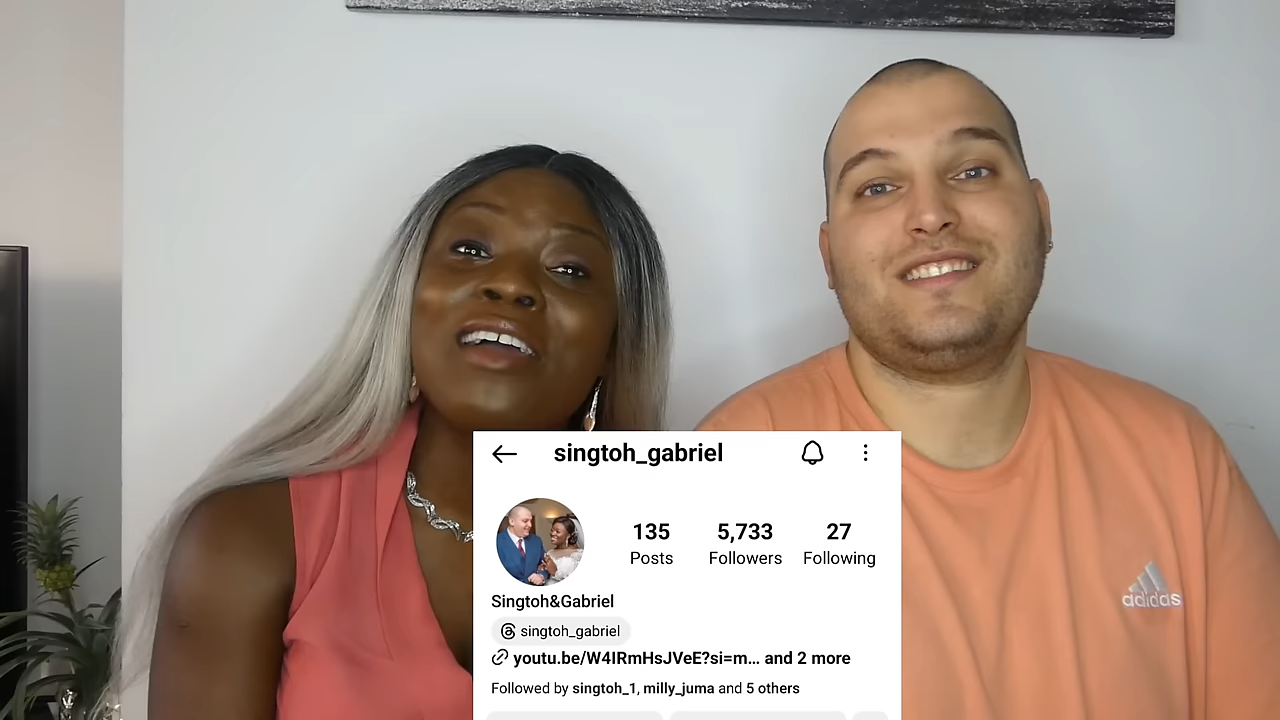 singtoh_gabriel
135 5,733 27
Posts Followers Following
Singtoh&Gabriel
singtoh_gabriel
youtu.be/W4IRmHsJVeE?si=m... and 2 more
Followed by singtoh_1, milly_juma and 5 others
adidas